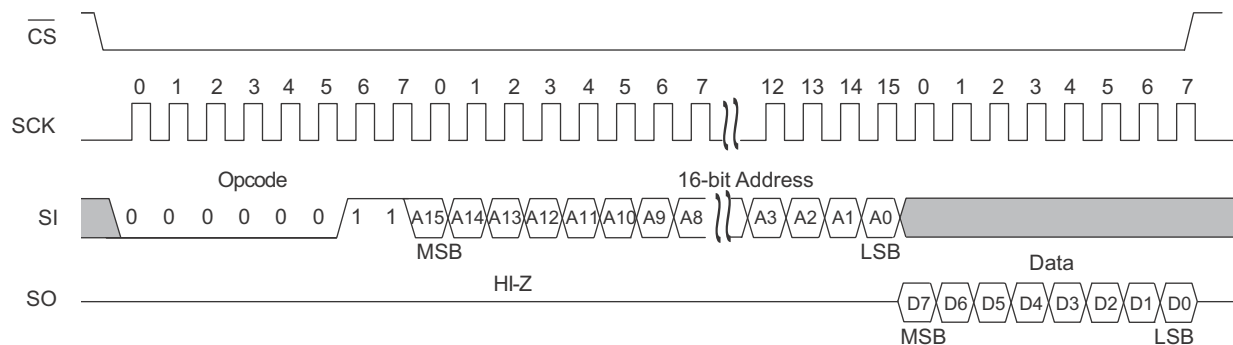 CS
0 1 2 3 4 5 6 7 0 1 2 3 4 5 6 7 12 13 14 15 0 1 2 3 4 5 6 7
SCK
Opcode 16-bit Address
SI 0 0 0 0 0 0 1 1 A15 A14 A13 A12 A11 A10 A9 A8 A3 A2 A1 A0
MSB LSB
HI-Z Data
SO D7 D6 D5 D4 D3 D2 D1 D0
MSB LSB